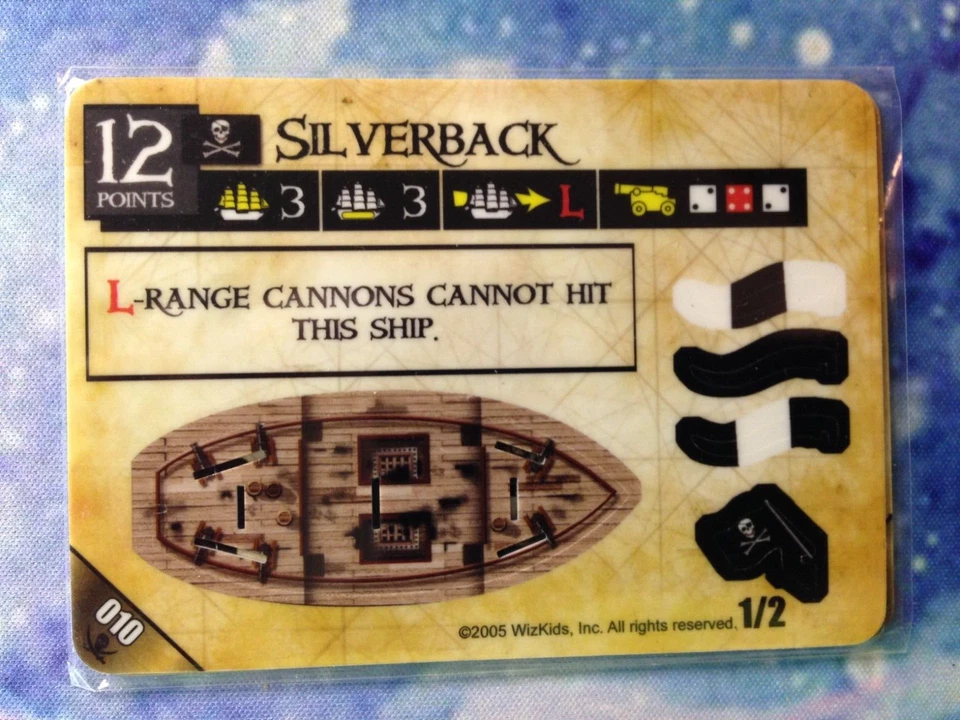 12
POINTS
SILVERBACK
3 3 L
L-RANGE CANNONS CANNOT HIT
THIS SHIP.
010
©2005 WizKids, Inc. All rights reserved. 1/2